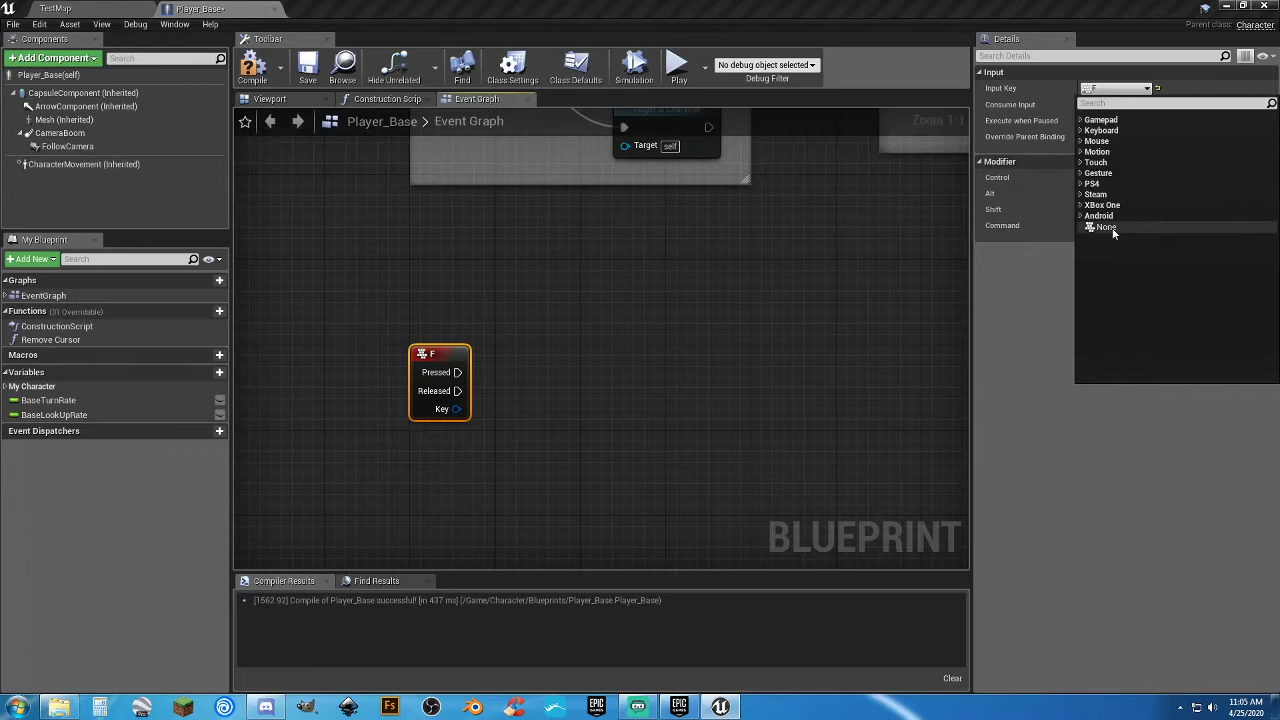 TestMap
Player_Base*
File Edit Asset View Debug Window Help
Parent class: Character
Components
Add Component
Search
Player_Base(self)
CapsuleComponent (Inherited)
ArrowComponent (Inherited)
Mesh (Inherited)
CameraBoom
FollowCamera
CharacterMovement (Inherited)
My Blueprint
Add New
Search
Graphs
EventGraph
Functions (31 Overridable)
ConstructionScript
Remove Cursor
Macros
Variables
My Character
BaseTurnRate
BaseLookUpRate
Event Dispatchers
Toolbar
Compile
Save
Browse
Hide Unrelated
Find
Class Settings
Class Defaults
Simulation
Play
No debug object selected
Debug Filter
Viewport
Construction Scrip
Event Graph
Player_Base
Event Graph
Zoom 1:1
Target self
F
Pressed
Released
Key
BLUEPRINT
Compiler Results
Find Results
[1562.92] Compile of Player_Base successful! [in 437 ms] (/Game/Character/Blueprints/Player_Base.Player_Base)
Clear
Details
Search Details
Input
Input Key
F
Consume Input
Execute when Paused
Override Parent Binding
Modifier
Control
Alt
Shift
Command
Search
Gamepad
Keyboard
Mouse
Motion
Touch
Gesture
PS4
Steam
XBox One
Android
None
Pro
Fs
EPIC
GAMES
EPIC
GAMES
11:05 AM
4/25/2020